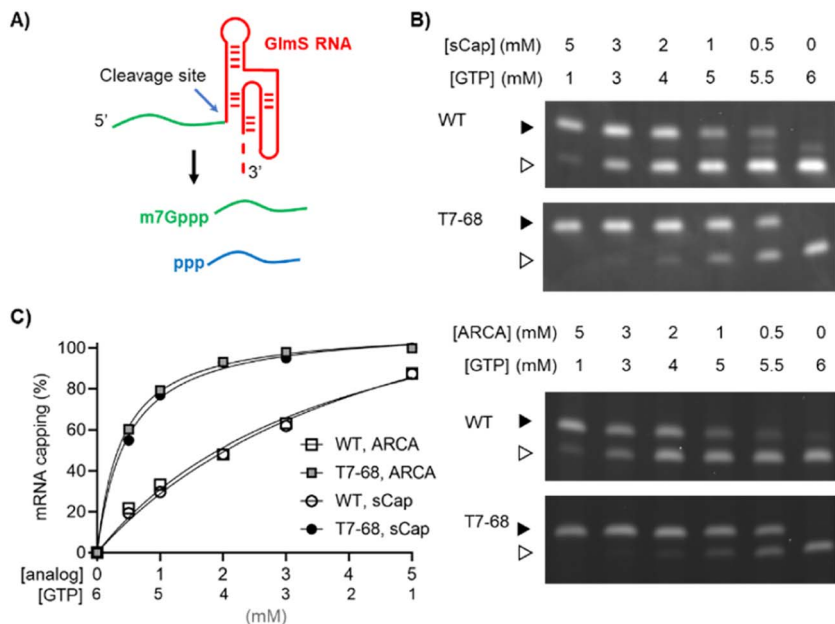 A)
GlmS RNA
Cleavage site
5'
3'
m7Gppp
ppp
B)
[sCap] (mM) 5 3 2 1 0.5 0
[GTP] (mM) 1 3 4 5 5.5 6
WT
T7-68
[ARCA] (mM) 5 3 2 1 0.5 0
[GTP] (mM) 1 3 4 5 5.5 6
WT
T7-68
C)
mRNA capping (%)
100
80
60
40
20
0
WT, ARCA
T7-68, ARCA
WT, sCap
T7-68, sCap
[analog] 0 1 2 3 4 5
[GTP] 6 5 4 3 2 1
(mM)